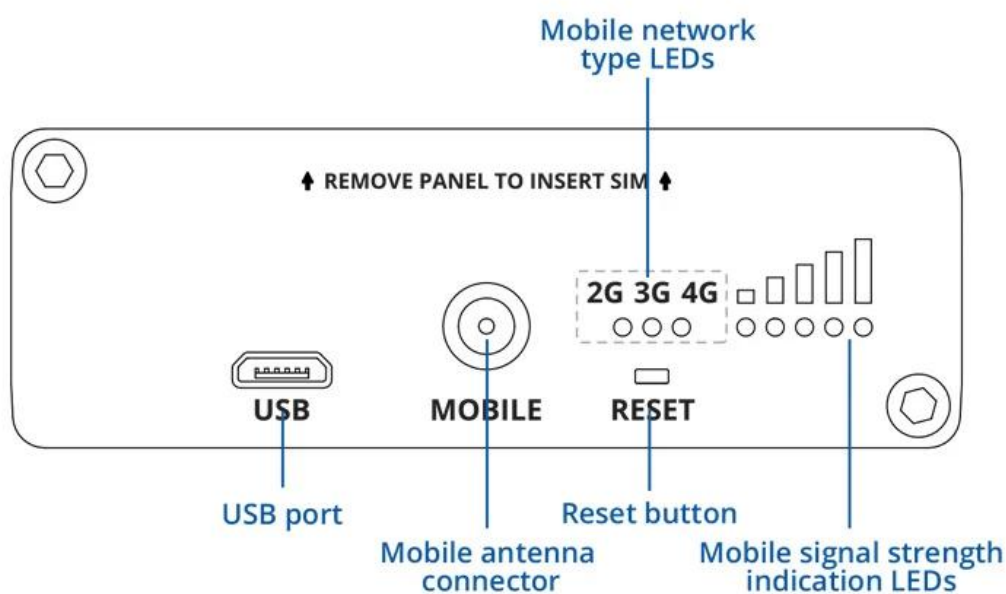 Mobile network
type LEDs
REMOVE PANEL TO INSERT SIM
2G 3G 4G
USB
MOBILE
RESET
USB port
Reset button
Mobile antenna
connector
Mobile signal strength
indication LEDs